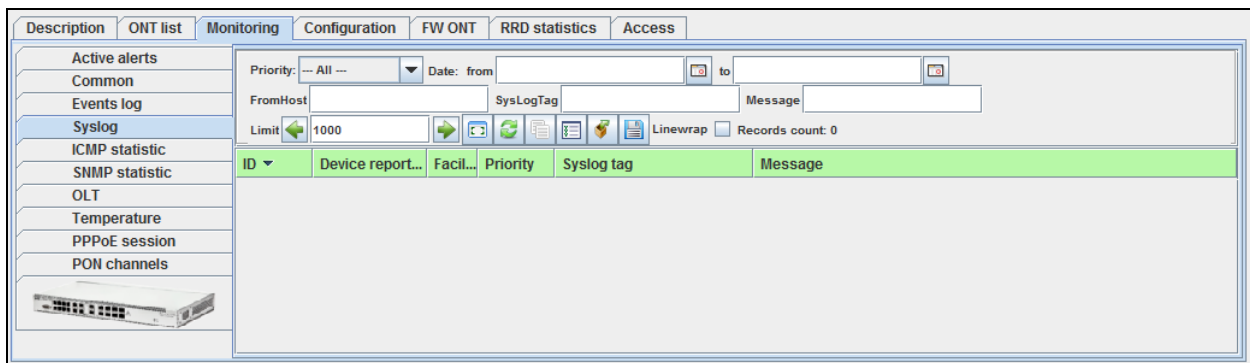 Description ONT list Monitoring Configuration FW ONT RRD statistics Access
Active alerts
Common
Events log
Syslog
ICMP statistic
SNMP statistic
OLT
Temperature
PPPoE session
PON channels
Priority: --- All --- Date: from to
FromHost SysLogTag Message
Limit 1000 Linewrap Records count: 0
ID Device report... Facil... Priority Syslog tag Message